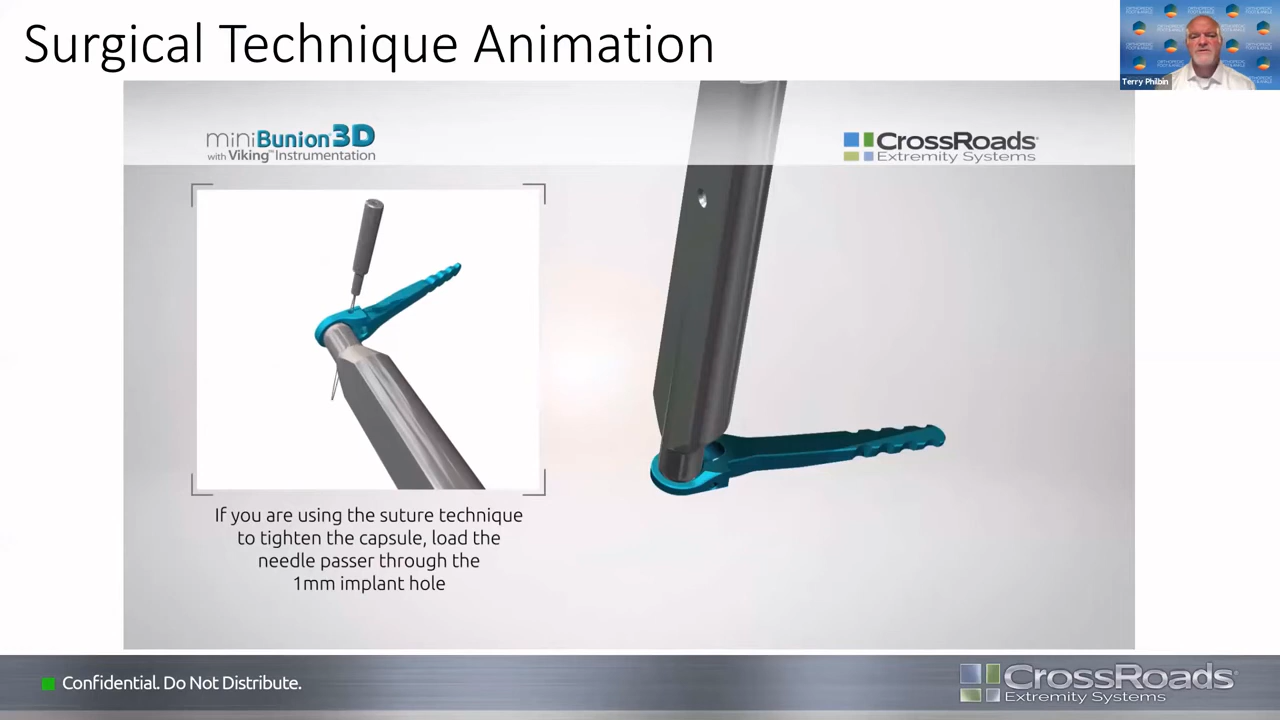 Surgical Technique Animation
Terry Philbin
miniBunion3D
with Viking™ Instrumentation
CrossRoads®
Extremity Systems
If you are using the suture technique
to tighten the capsule, load the
needle passer through the
1mm implant hole
Confidential. Do Not Distribute.
CrossRoads®
Extremity Systems